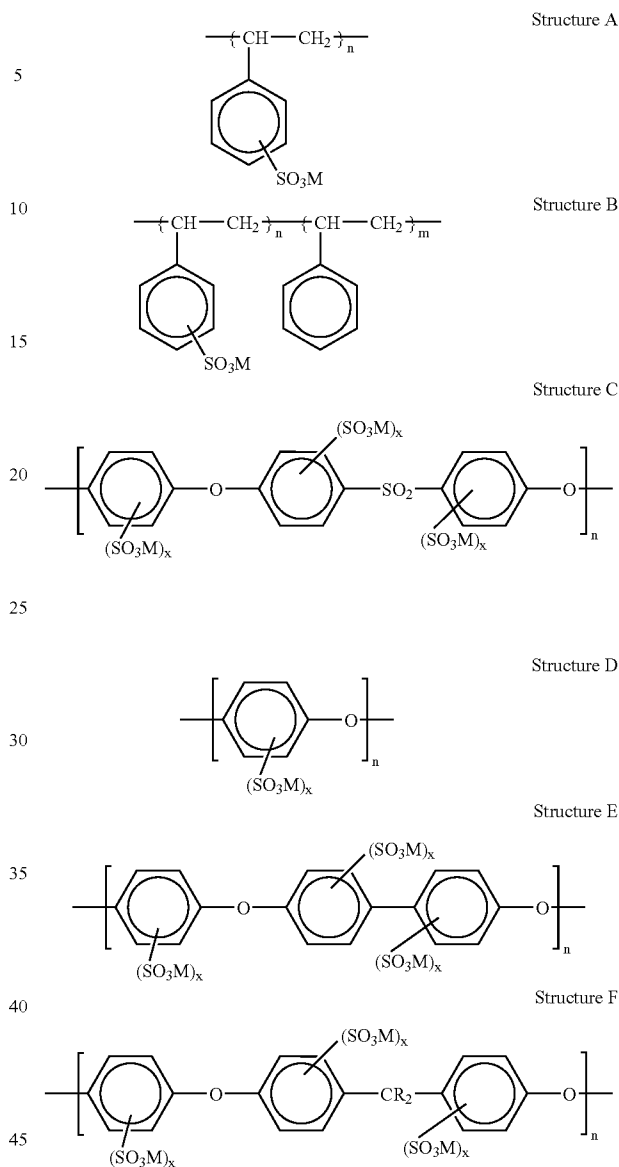 Structure A
CH CH₂ n
5
SO₃M
10
Structure B
CH CH₂ n CH CH₂ m
15
SO₃M
Structure C
(SO₃M)ₓ
20
O SO₂ O
(SO₃M)ₓ (SO₃M)ₓ n
25
Structure D
O
30
(SO₃M)ₓ n
Structure E
(SO₃M)ₓ
35
O O
(SO₃M)ₓ (SO₃M)ₓ n
40
Structure F
(SO₃M)ₓ
O CR₂ O
(SO₃M)ₓ (SO₃M)ₓ n
45